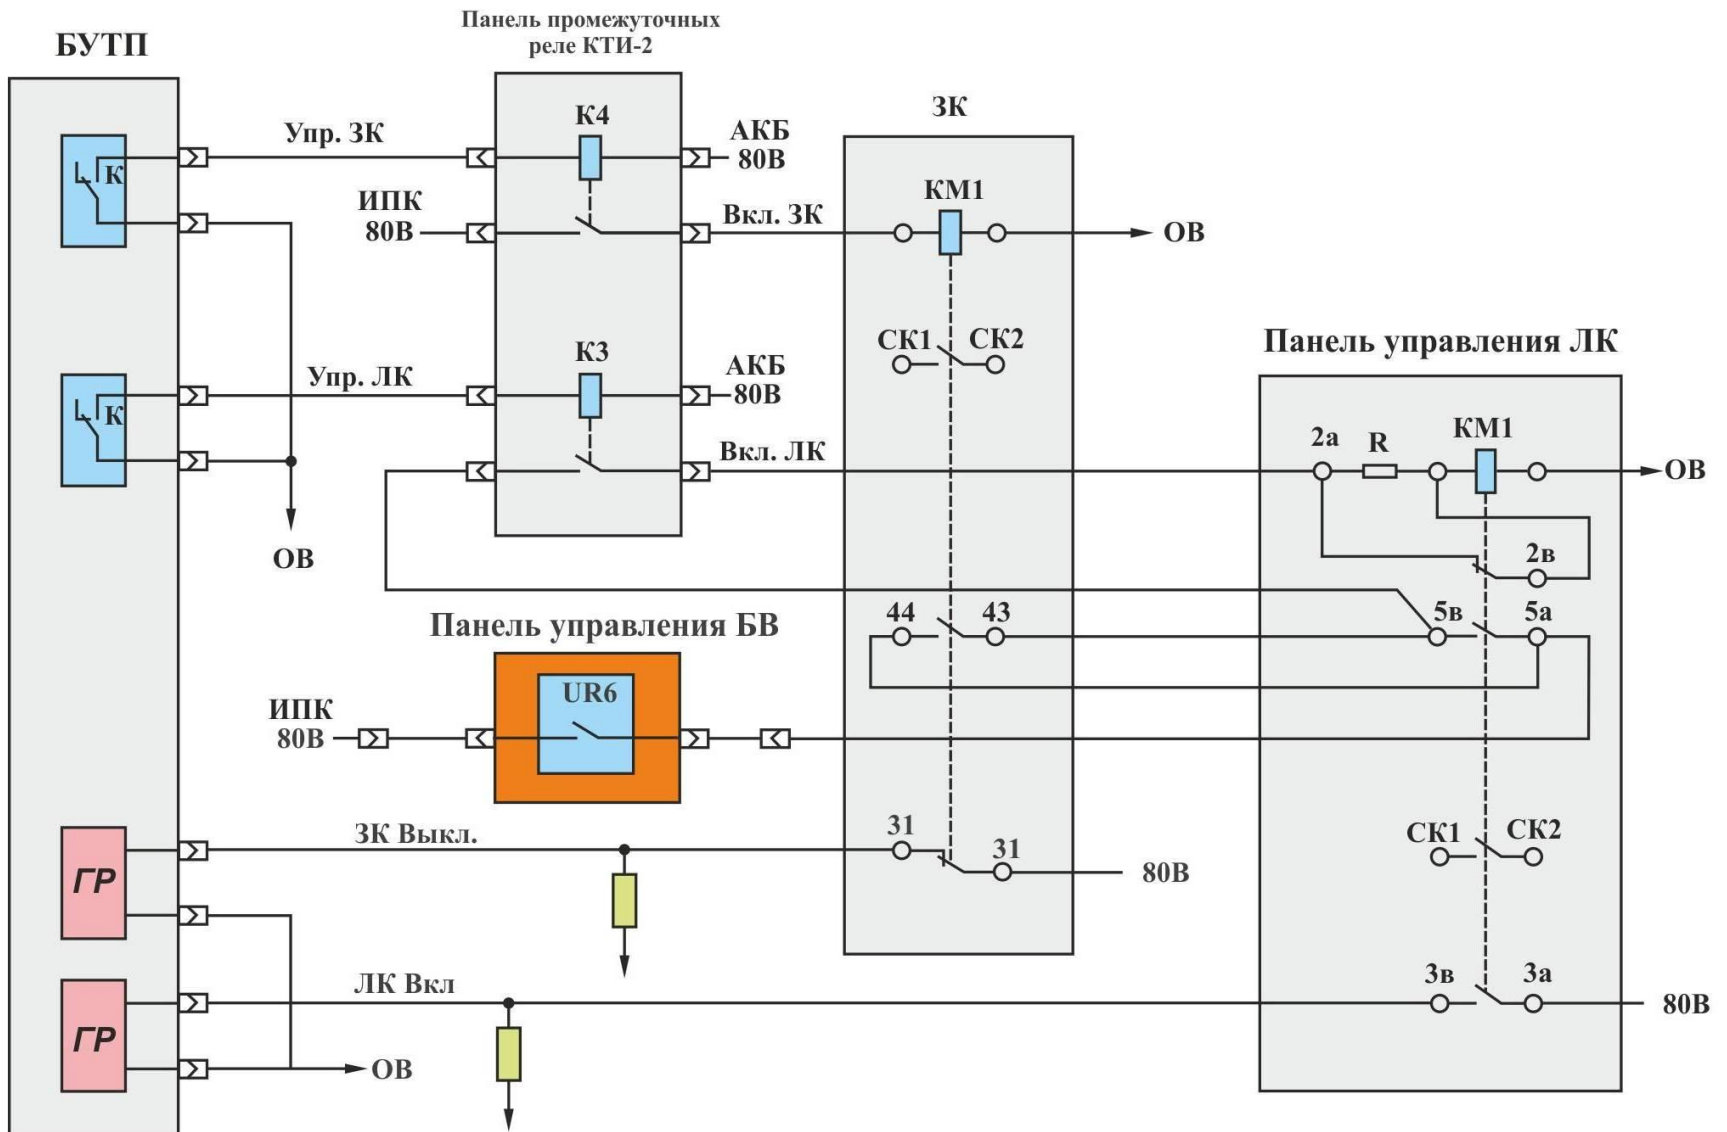 Панель промежуточных
реле КТИ-2
БУТП
К4
ЗК
Упр. ЗК
АКБ
80В
К
ИПК
80В
Вкл. ЗК
КМ1
ОВ
К3
СК1
СК2
Панель управления ЛК
Упр. ЛК
АКБ
80В
К
Вкл. ЛК
2а
R
КМ1
ОВ
ОВ
2в
Панель управления БВ
44
43
5в
5а
UR6
ИПК
80В
ЗК Выкл.
31
31
80В
СК1
СК2
ГР
ЛК Вкл
3в
3а
80В
ГР
ОВ